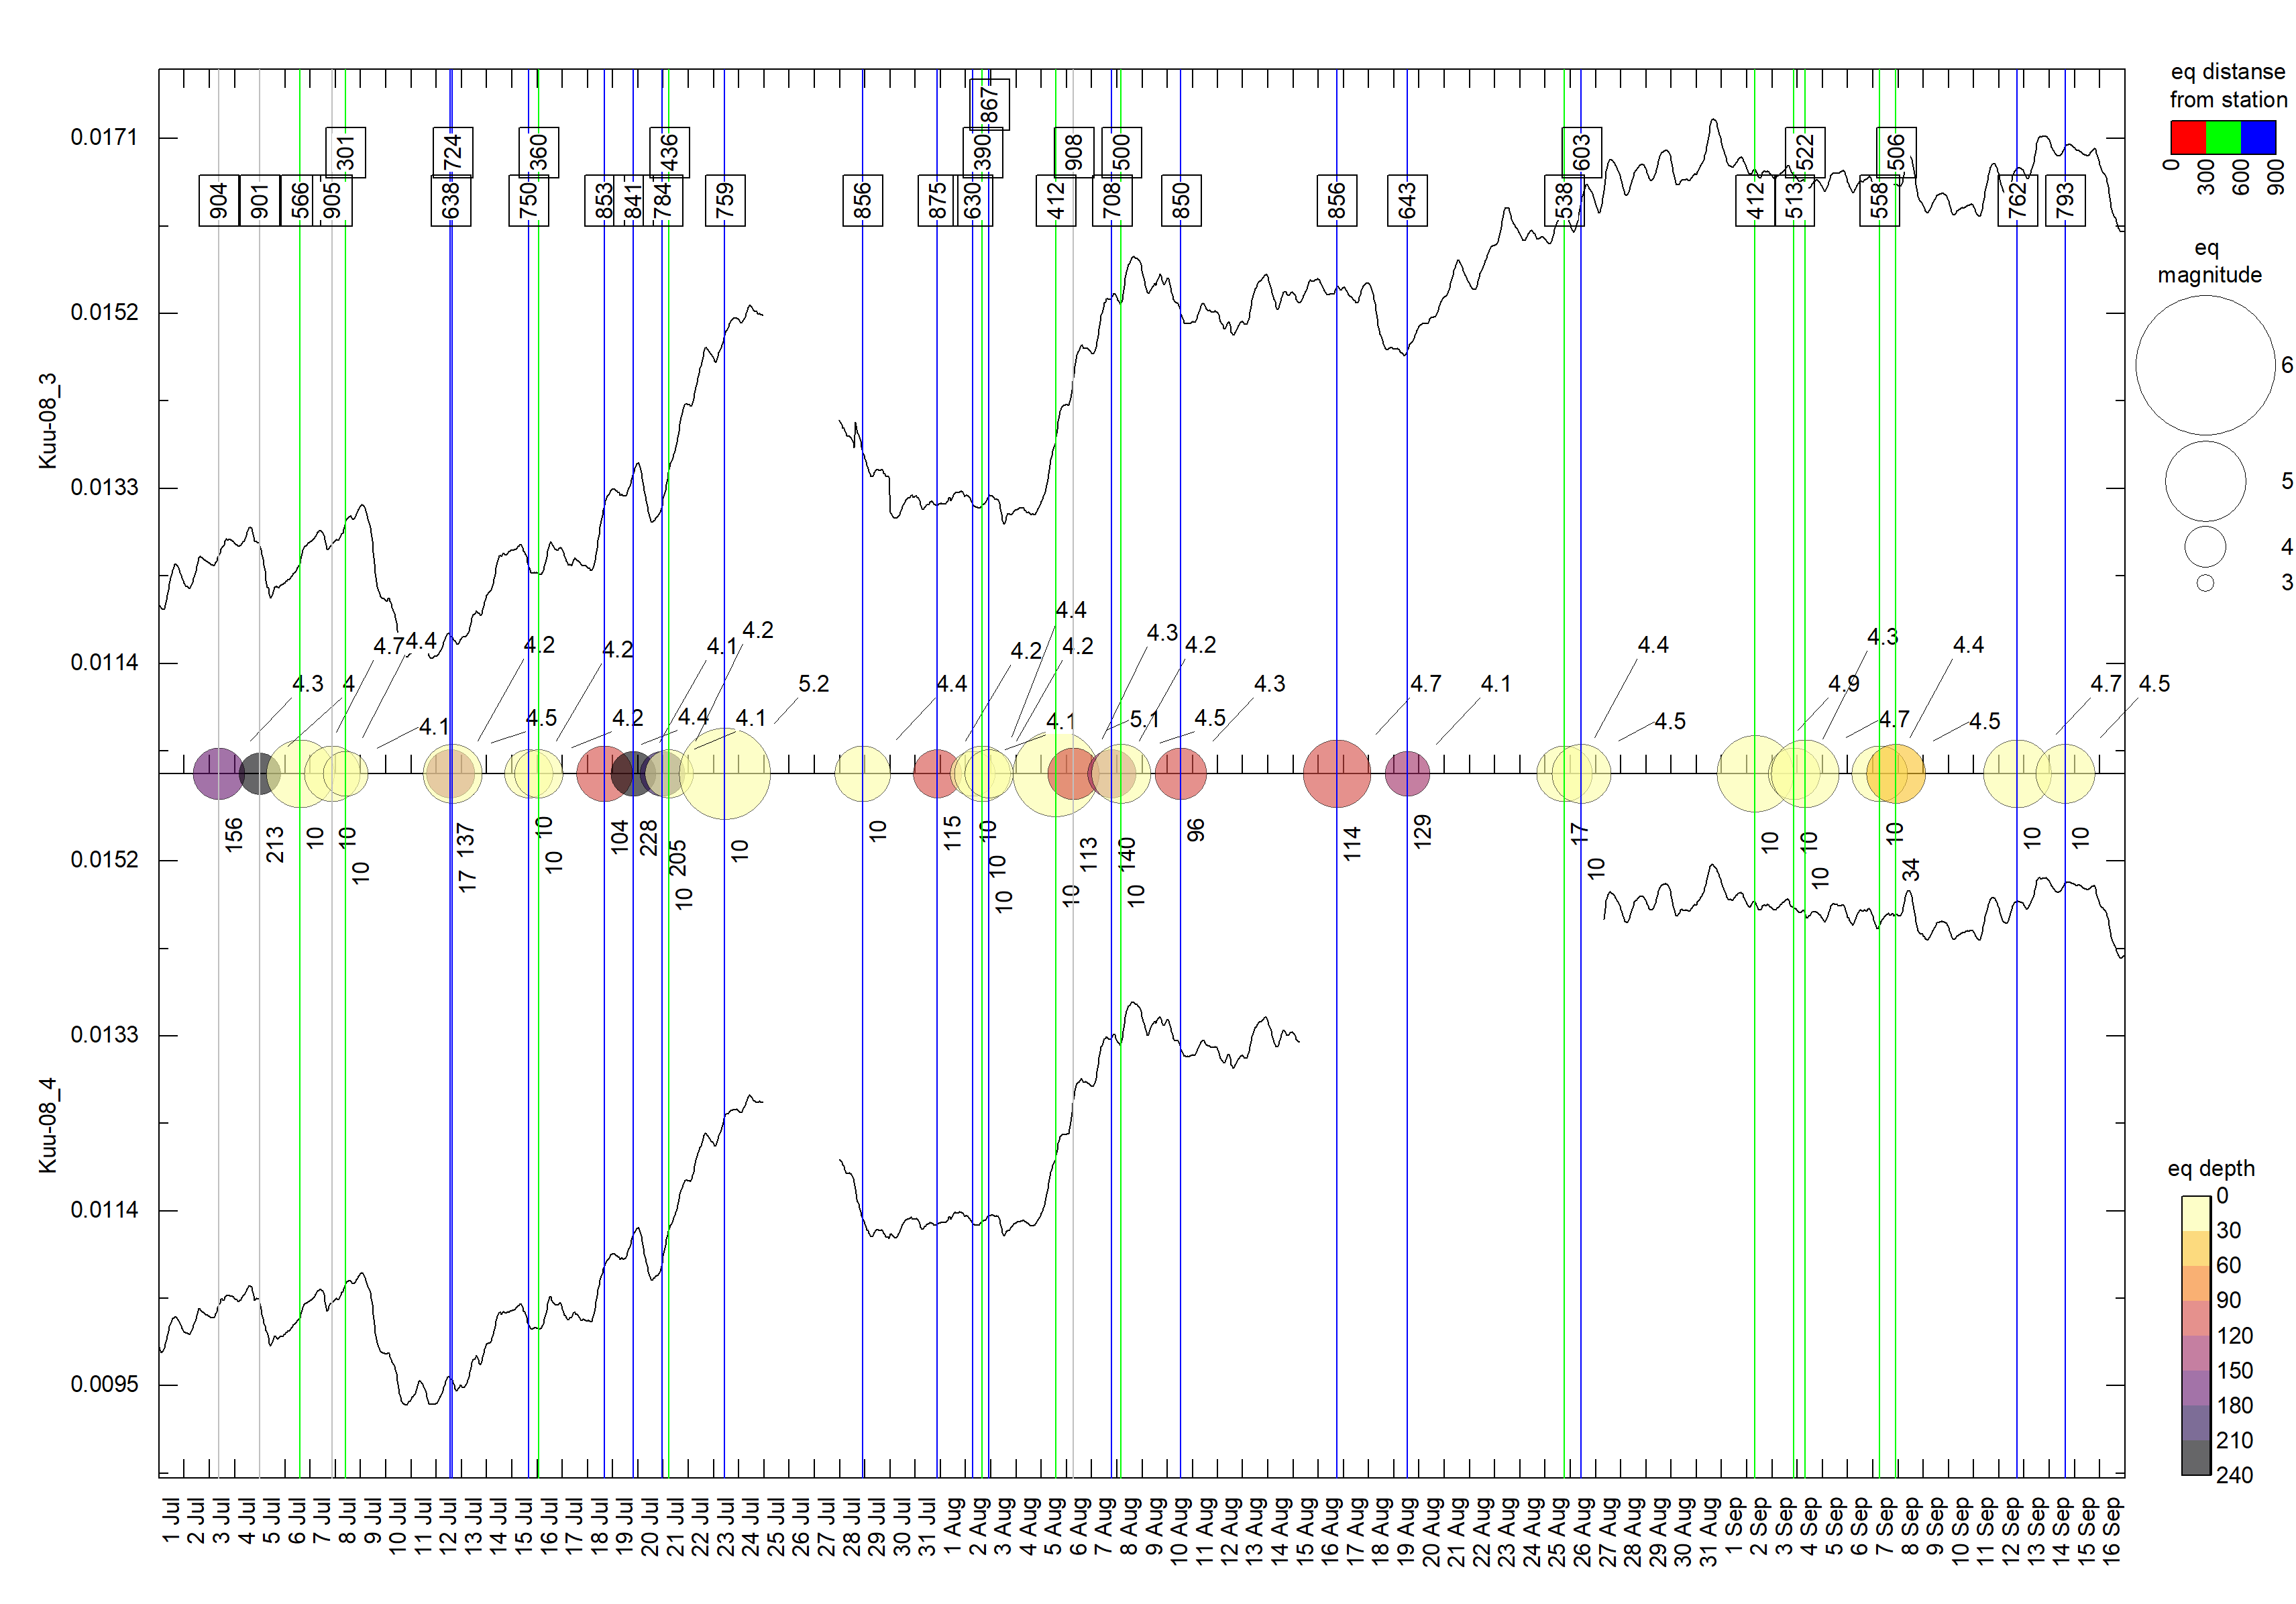 eq distanse
from station
0
300
600
900
eq
magnitude
6
5
4
3
eq depth
0
30
60
90
120
150
180
210
240
Kuu-08_3
0.0171
0.0152
0.0133
0.0114
Kuu-08_4
0.0152
0.0133
0.0114
0.0095
867
301
724
360
436
390
908
500
603
522
506
904
901
566
905
638
750
853
841
784
759
856
875
630
412
708
850
856
643
538
412
513
558
762
793
4.4
4.7
4.4
4.2
4.2
4.1
4.2
4.2
4.2
4.3
4.2
4.4
4.3
4.4
4.3
4
5.2
4.4
4.3
4.7
4.1
4.9
4.7
4.5
4.1
4.5
4.2
4.4
4.1
4.1
5.1
4.5
4.5
4.7
4.5
156
213
10
10
10
137
17
10
10
104
228
205
10
10
10
115
10
10
10
10
113
140
10
96
114
129
17
10
10
10
10
10
34
10
10
1 Jul
2 Jul
3 Jul
4 Jul
5 Jul
6 Jul
7 Jul
8 Jul
9 Jul
10 Jul
11 Jul
12 Jul
13 Jul
14 Jul
15 Jul
16 Jul
17 Jul
18 Jul
19 Jul
20 Jul
21 Jul
22 Jul
23 Jul
24 Jul
25 Jul
26 Jul
27 Jul
28 Jul
29 Jul
30 Jul
31 Jul
1 Aug
2 Aug
3 Aug
4 Aug
5 Aug
6 Aug
7 Aug
8 Aug
9 Aug
10 Aug
11 Aug
12 Aug
13 Aug
14 Aug
15 Aug
16 Aug
17 Aug
18 Aug
19 Aug
20 Aug
21 Aug
22 Aug
23 Aug
24 Aug
25 Aug
26 Aug
27 Aug
28 Aug
29 Aug
30 Aug
31 Aug
1 Sep
2 Sep
3 Sep
4 Sep
5 Sep
6 Sep
7 Sep
8 Sep
9 Sep
10 Sep
11 Sep
12 Sep
13 Sep
14 Sep
15 Sep
16 Sep